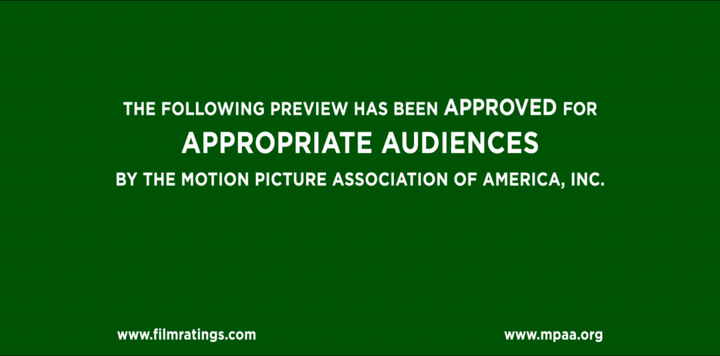 THE FOLLOWING PREVIEW HAS BEEN APPROVED FOR
APPROPRIATE AUDIENCES
BY THE MOTION PICTURE ASSOCIATION OF AMERICA, INC.
www.filmratings.com
www.mpaa.org